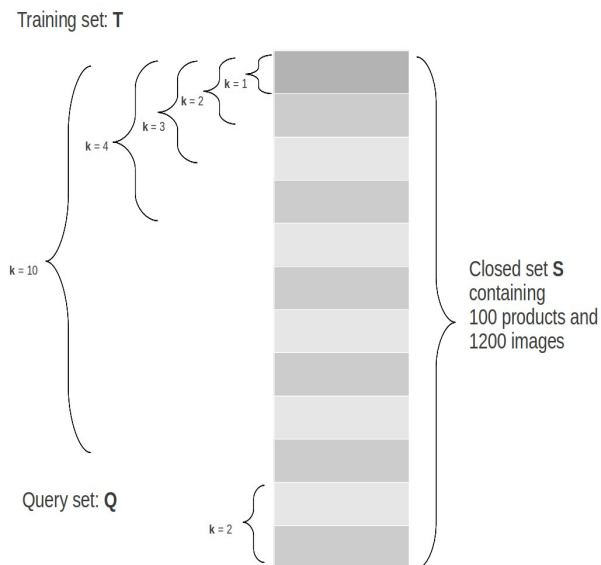 Training set: T
k = 1
k = 2
k = 3
k = 4
k = 10
Closed set S
containing
100 products and
1200 images
Query set: Q
k = 2